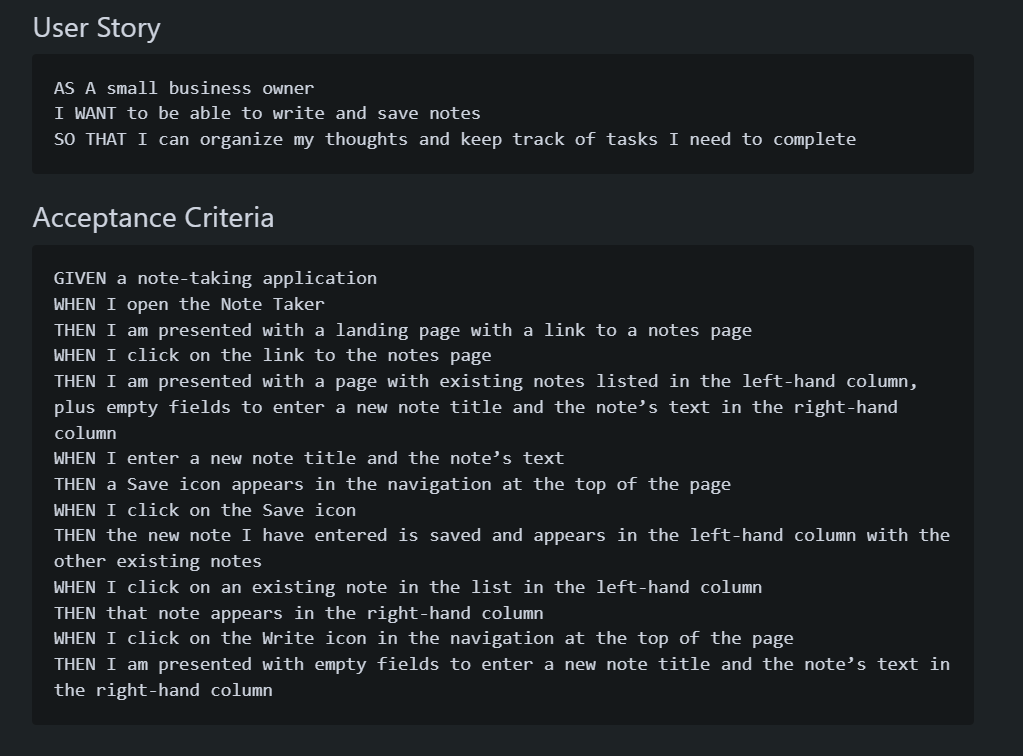 User Story
AS A small business owner
I WANT to be able to write and save notes
SO THAT I can organize my thoughts and keep track of tasks I need to complete
Acceptance Criteria
GIVEN a note-taking application
WHEN I open the Note Taker
THEN I am presented with a landing page with a link to a notes page
WHEN I click on the link to the notes page
THEN I am presented with a page with existing notes listed in the left-hand column,
plus empty fields to enter a new note title and the note’s text in the right-hand
column
WHEN I enter a new note title and the note’s text
THEN a Save icon appears in the navigation at the top of the page
WHEN I click on the Save icon
THEN the new note I have entered is saved and appears in the left-hand column with the
other existing notes
WHEN I click on an existing note in the list in the left-hand column
THEN that note appears in the right-hand column
WHEN I click on the Write icon in the navigation at the top of the page
THEN I am presented with empty fields to enter a new note title and the note’s text in
the right-hand column